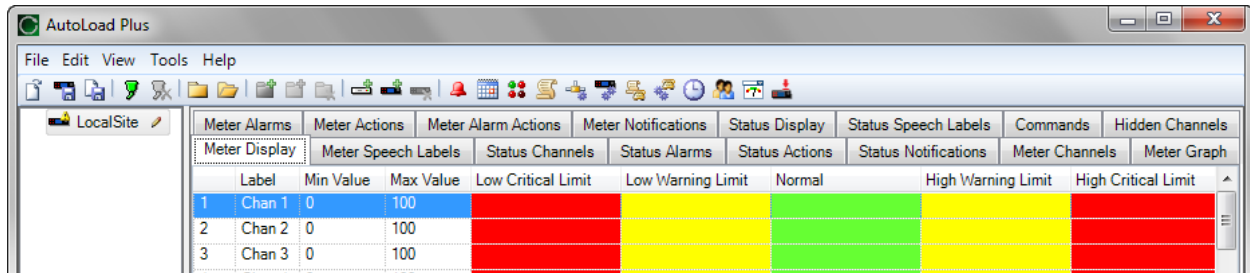 AutoLoad Plus
File Edit View Tools Help
LocalSite
Meter Alarms Meter Actions Meter Alarm Actions Meter Notifications Status Display Status Speech Labels Commands Hidden Channels
Meter Display Meter Speech Labels Status Channels Status Alarms Status Actions Status Notifications Meter Channels Meter Graph
Label Min Value Max Value Low Critical Limit Low Warning Limit Normal High Warning Limit High Critical Limit
1 Chan 1 0 100
2 Chan 2 0 100
3 Chan 3 0 100